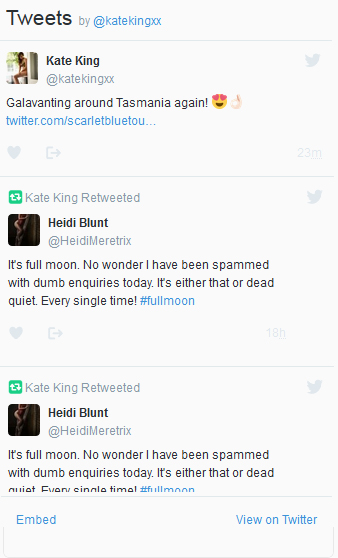 Tweets by @katekingxx
Kate King
@katekingxx
Galavanting around Tasmania again! 😍👌🏻
twitter.com/scarletbluetou…
23m
Kate King Retweeted
Heidi Blunt
@HeidiMeretrix
It's full moon. No wonder I have been spammed
with dumb enquiries today. It's either that or dead
quiet. Every single time! #fullmoon
18h
Kate King Retweeted
Heidi Blunt
@HeidiMeretrix
It's full moon. No wonder I have been spammed
with dumb enquiries today. It's either that or dead
quiet. Every single time! #fullmoon
Embed
View on Twitter